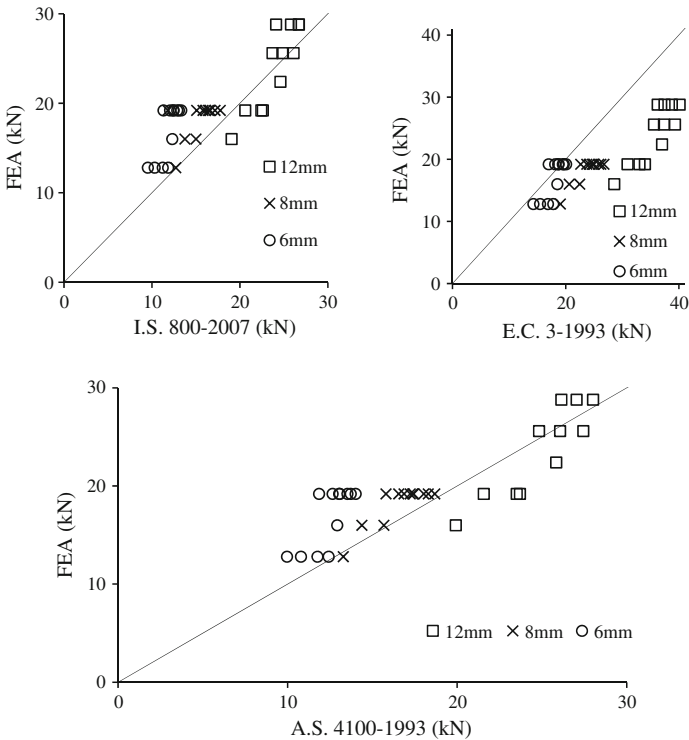 30
20
10
0
FEA (kN)
12mm
8mm
6mm
0 10 20 30
I.S. 800-2007 (kN)
40
30
20
10
0
FEA (kN)
12mm
8mm
6mm
0 20 40
E.C. 3-1993 (kN)
30
20
10
0
FEA (kN)
12mm 8mm 6mm
0 10 20 30
A.S. 4100-1993 (kN)